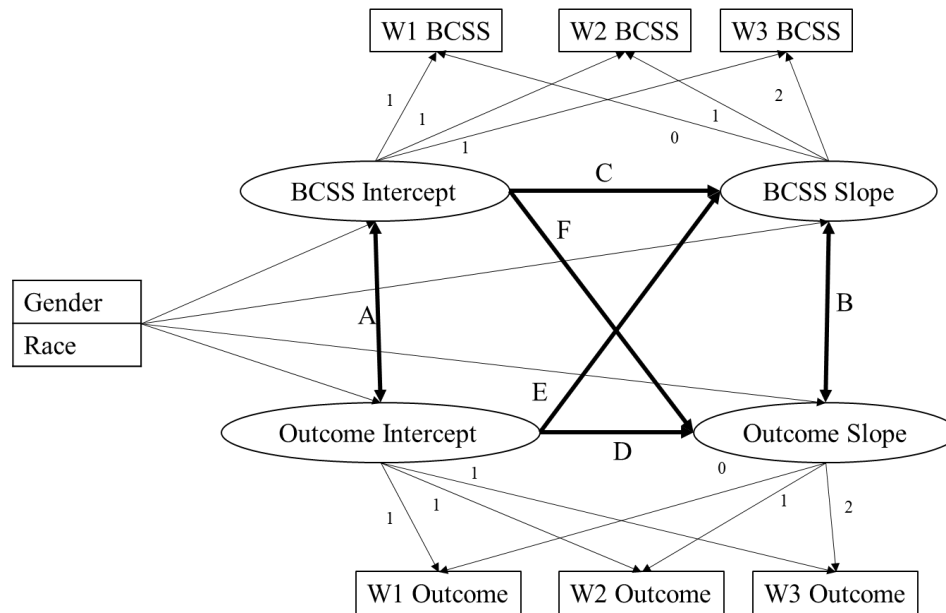 W1 BCSS
W2 BCSS
W3 BCSS
1
1
1
0
1
2
BCSS Intercept
C
BCSS Slope
F
Gender
Race
A
B
E
Outcome Intercept
D
Outcome Slope
1
1
1
0
1
2
W1 Outcome
W2 Outcome
W3 Outcome